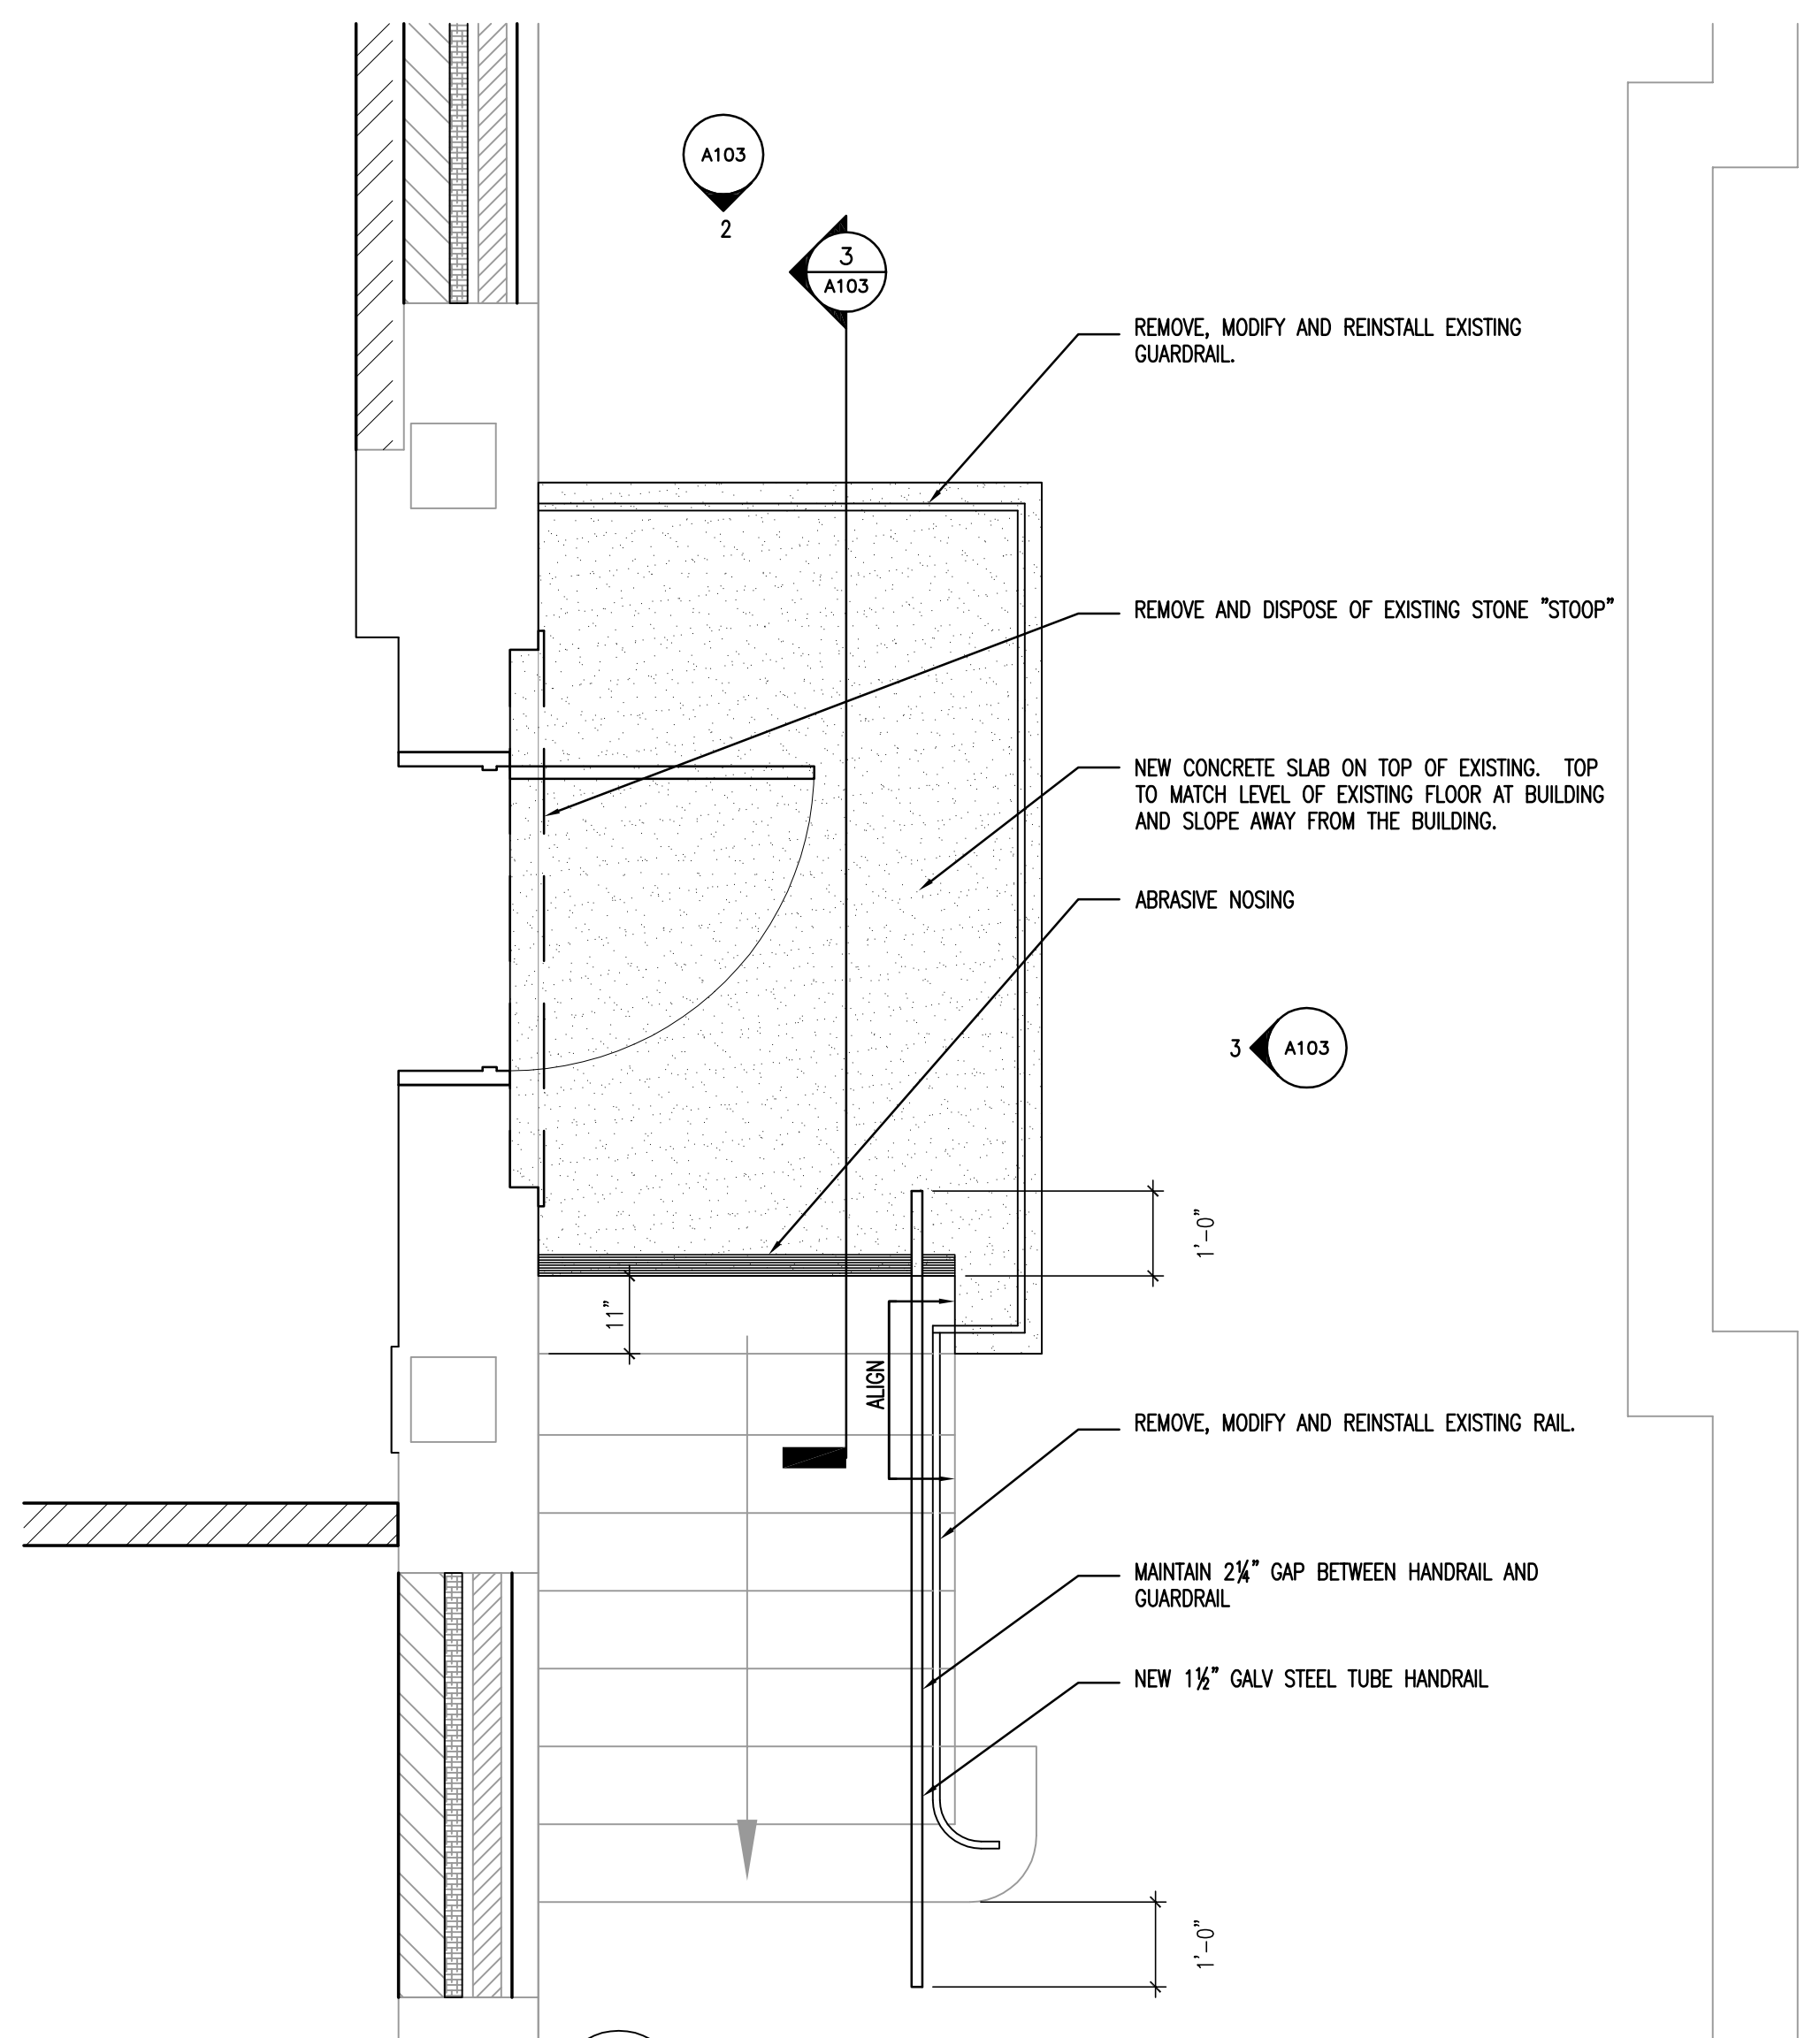 A103
2
3
A103
REMOVE, MODIFY AND REINSTALL EXISTING
GUARDRAIL.
REMOVE AND DISPOSE OF EXISTING STONE "STOOP"
NEW CONCRETE SLAB ON TOP OF EXISTING. TOP
TO MATCH LEVEL OF EXISTING FLOOR AT BUILDING
AND SLOPE AWAY FROM THE BUILDING.
ABRASIVE NOSING
3
A103
1'-0"
11"
ALIGN
REMOVE, MODIFY AND REINSTALL EXISTING RAIL.
MAINTAIN 2¼" GAP BETWEEN HANDRAIL AND
GUARDRAIL
NEW 1½" GALV STEEL TUBE HANDRAIL
1'-0"